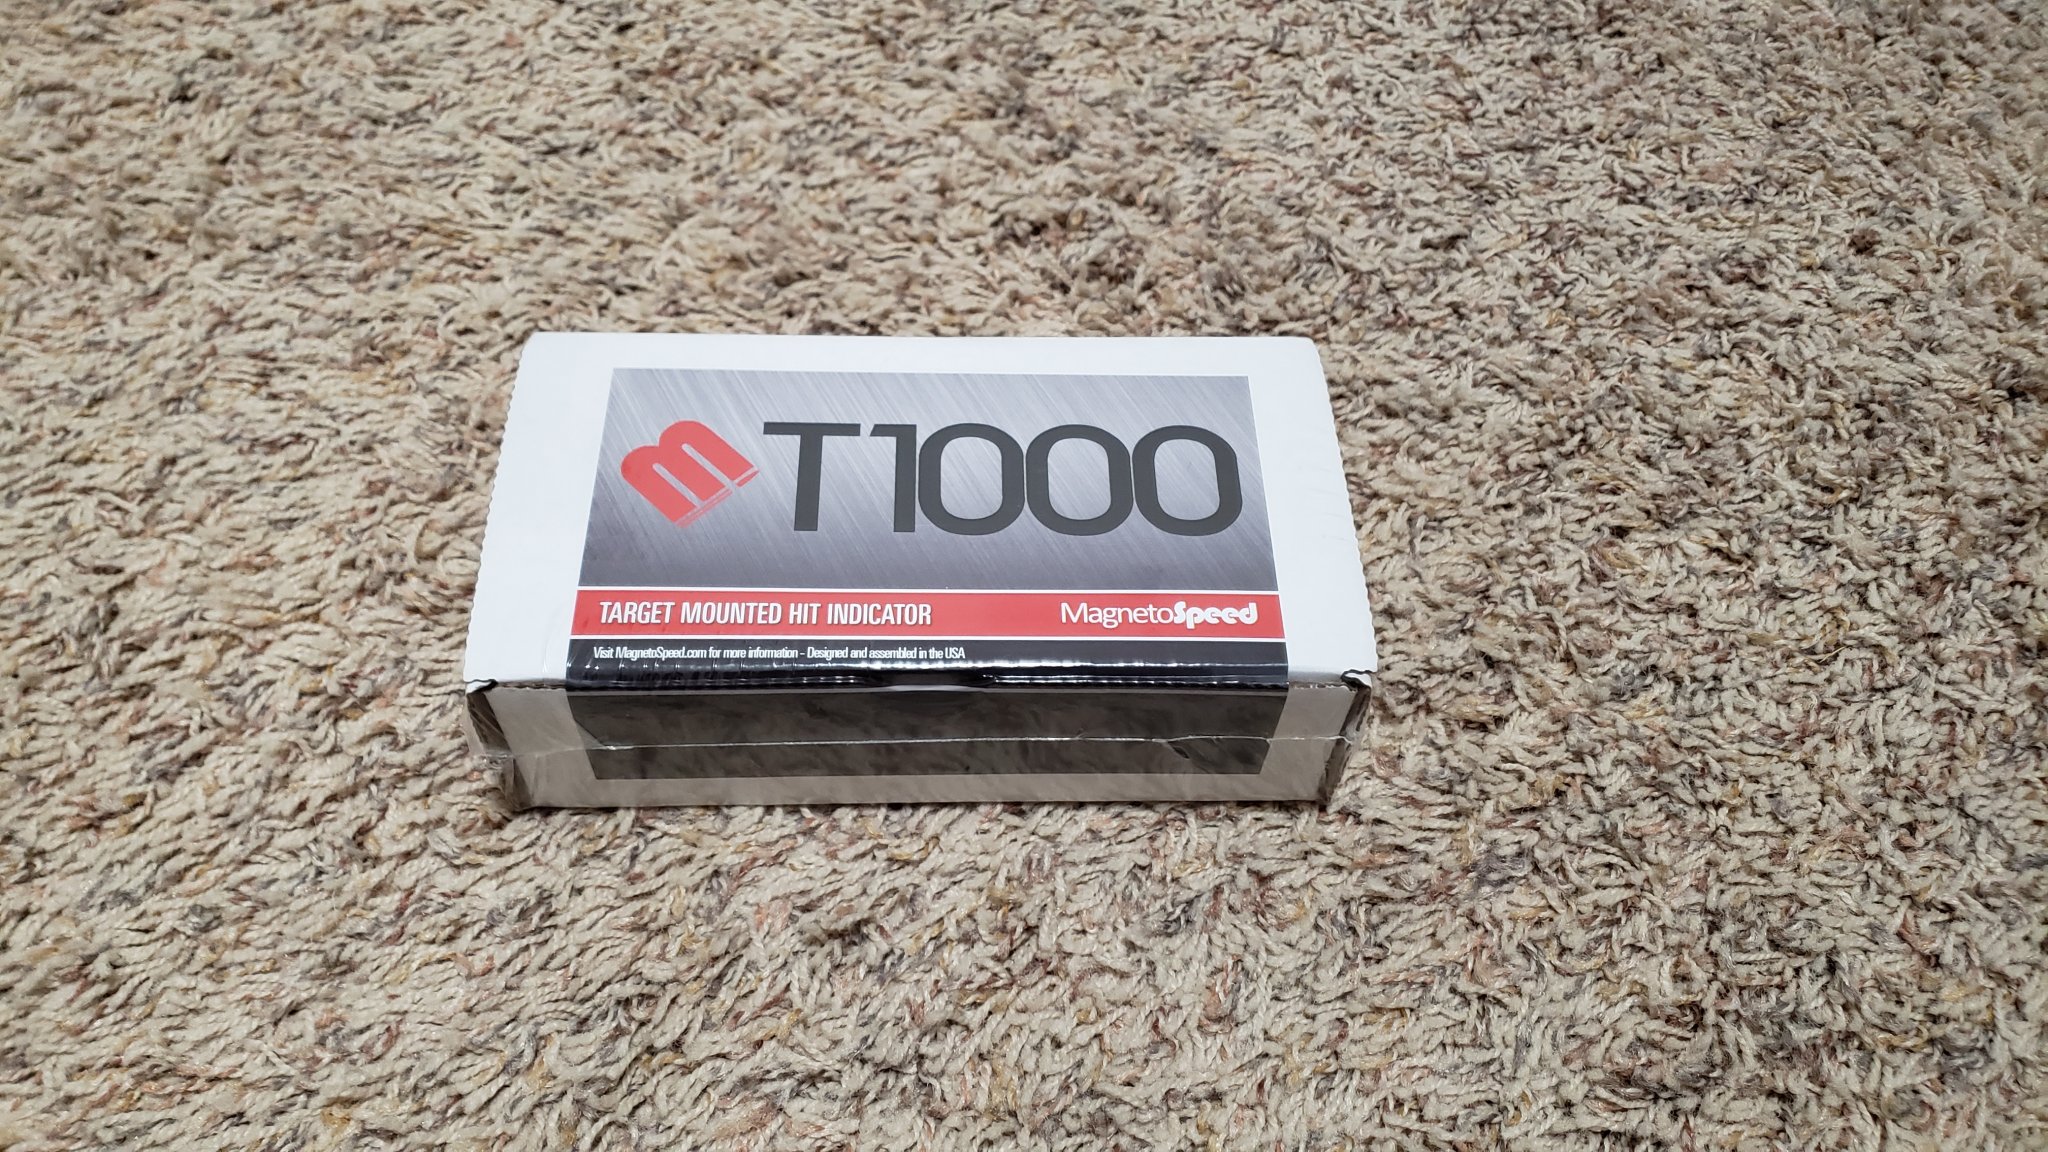 T1000
TARGET MOUNTED HIT INDICATOR
MagnetoSpeed
Visit MagnetoSpeed.com for more information - Designed and assembled in the USA